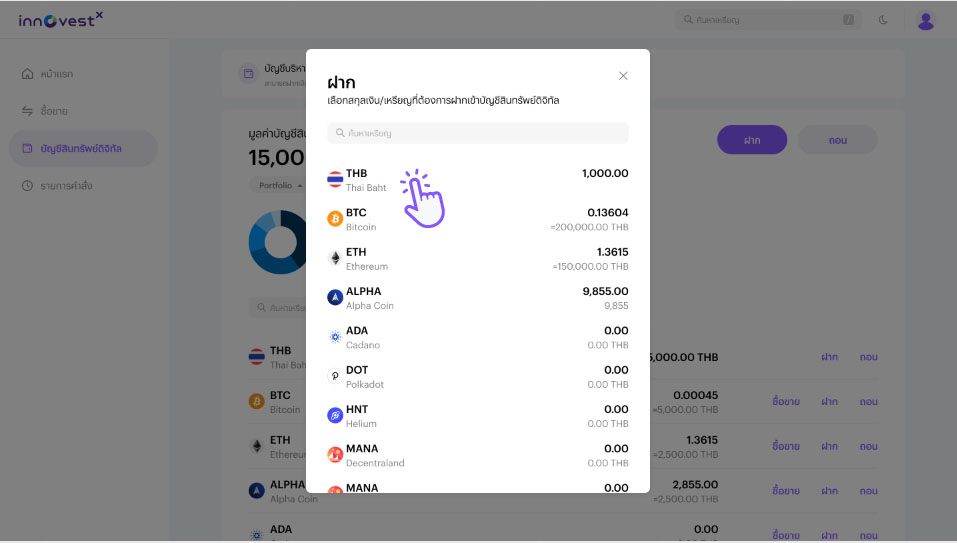 innovestx
ค้นหาเหรียญ
/
หน้าแรก
ซื้อขาย
บัญชีสินทรัพย์ดิจิทัล
รายการคำสั่ง
บัญชีบริหา
มูลค่าบัญชีสิน
15,00
Portfolio
ฝาก
ถอน
ฝาก
เลือกสกุลเงิน/เหรียญที่ต้องการฝากเข้าบัญชีสินทรัพย์ดิจิทัล
ค้นหาเหรียญ
THB 1,000.00
Thai Baht
BTC 0.13604
Bitcoin ≈200,000.00 THB
ETH 1.3615
Ethereum ≈150,000.00 THB
ALPHA 9,855.00
Alpha Coin 9,855
ADA 0.00
Cadano 0.00 THB
DOT 0.00
Polkadot 0.00 THB
HNT 0.00
Helium 0.00 THB
MANA 0.00
Decentraland 0.00 THB
MANA 0.00
ค้นหาเหรีย
THB 5,000.00 THB ฝาก ถอน
Thai Bah
BTC 0.00045
Bitcoin ≈5,000.00 THB ซื้อขาย ฝาก ถอน
ETH 1.3615
Ethereu ≈2,500.00 THB ซื้อขาย ฝาก ถอน
ALPHA 2,855.00
Alpha Coin ≈2,500.00 THB ซื้อขาย ฝาก ถอน
ADA 0.00
ซื้อขาย ฝาก ถอน